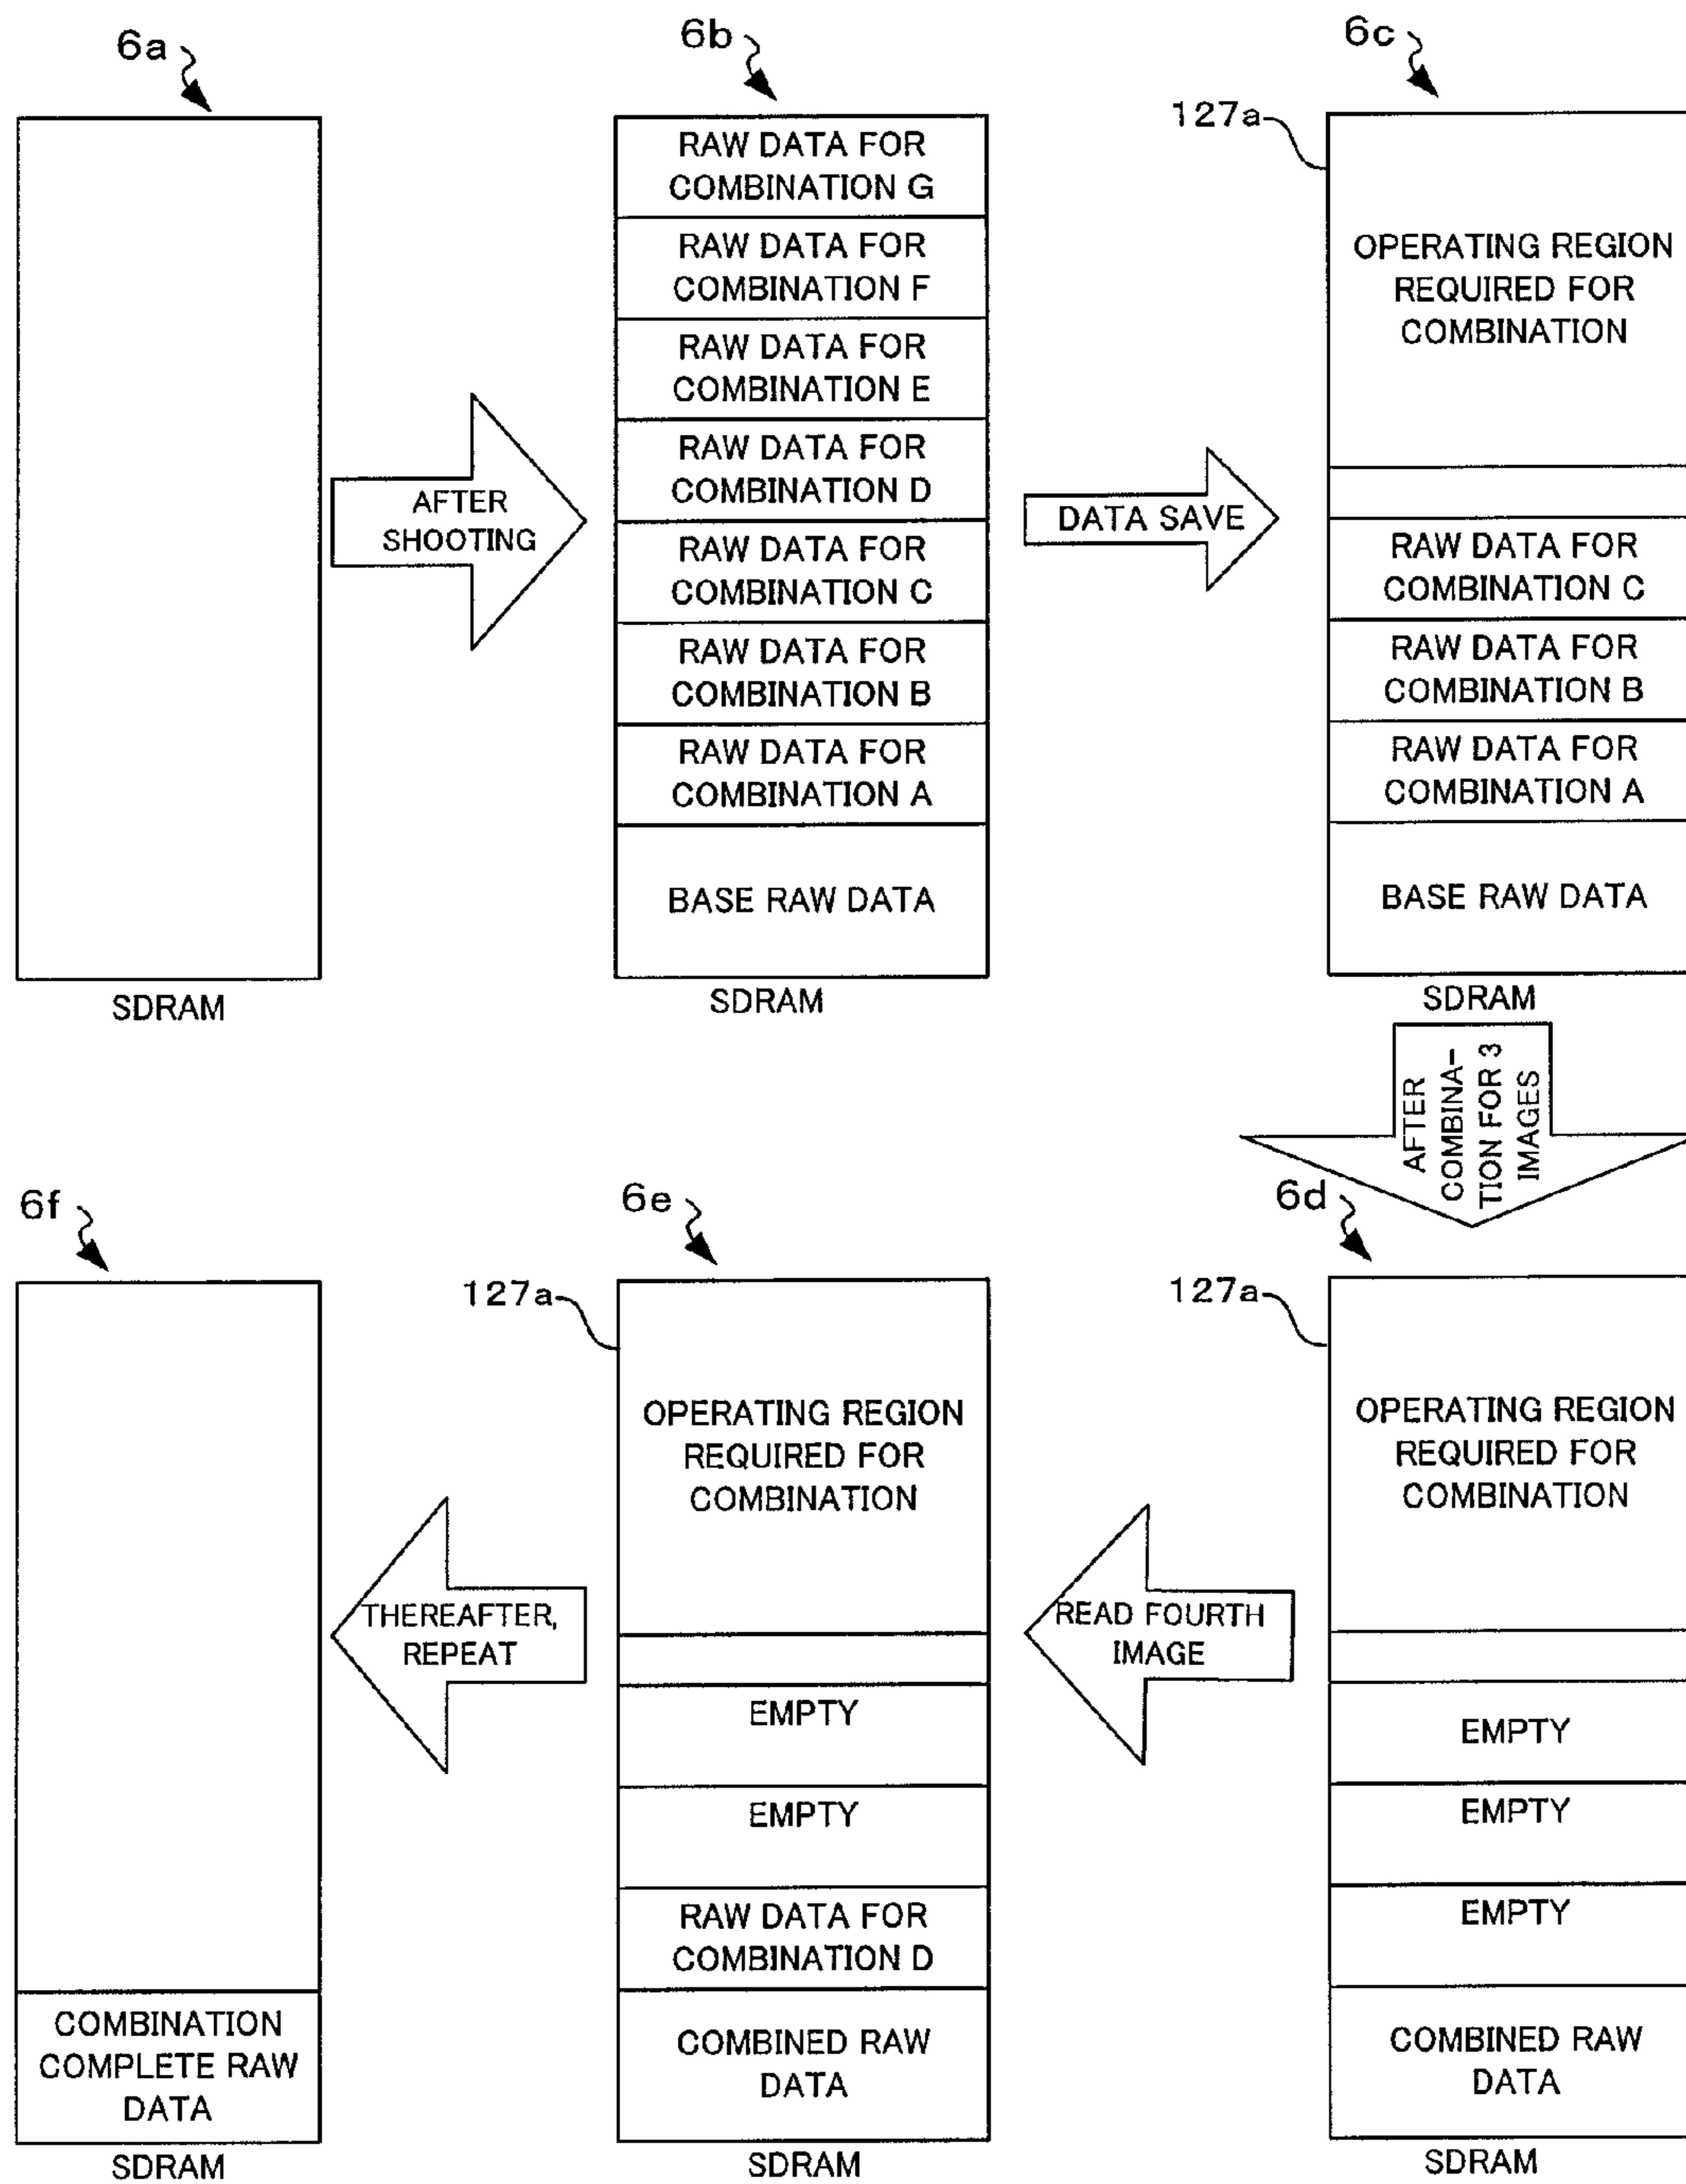 6a
SDRAM
AFTER
SHOOTING
6b
RAW DATA FOR
COMBINATION G
RAW DATA FOR
COMBINATION F
RAW DATA FOR
COMBINATION E
RAW DATA FOR
COMBINATION D
RAW DATA FOR
COMBINATION C
RAW DATA FOR
COMBINATION B
RAW DATA FOR
COMBINATION A
BASE RAW DATA
SDRAM
DATA SAVE
6c
127a
OPERATING REGION
REQUIRED FOR
COMBINATION
RAW DATA FOR
COMBINATION C
RAW DATA FOR
COMBINATION B
RAW DATA FOR
COMBINATION A
BASE RAW DATA
SDRAM
AFTER
COMBINA-
TION FOR 3
IMAGES
6d
127a
OPERATING REGION
REQUIRED FOR
COMBINATION
EMPTY
EMPTY
EMPTY
COMBINED RAW
DATA
SDRAM
READ FOURTH
IMAGE
6e
127a
OPERATING REGION
REQUIRED FOR
COMBINATION
EMPTY
EMPTY
RAW DATA FOR
COMBINATION D
COMBINED RAW
DATA
SDRAM
THEREAFTER,
REPEAT
6f
COMBINATION
COMPLETE RAW
DATA
SDRAM